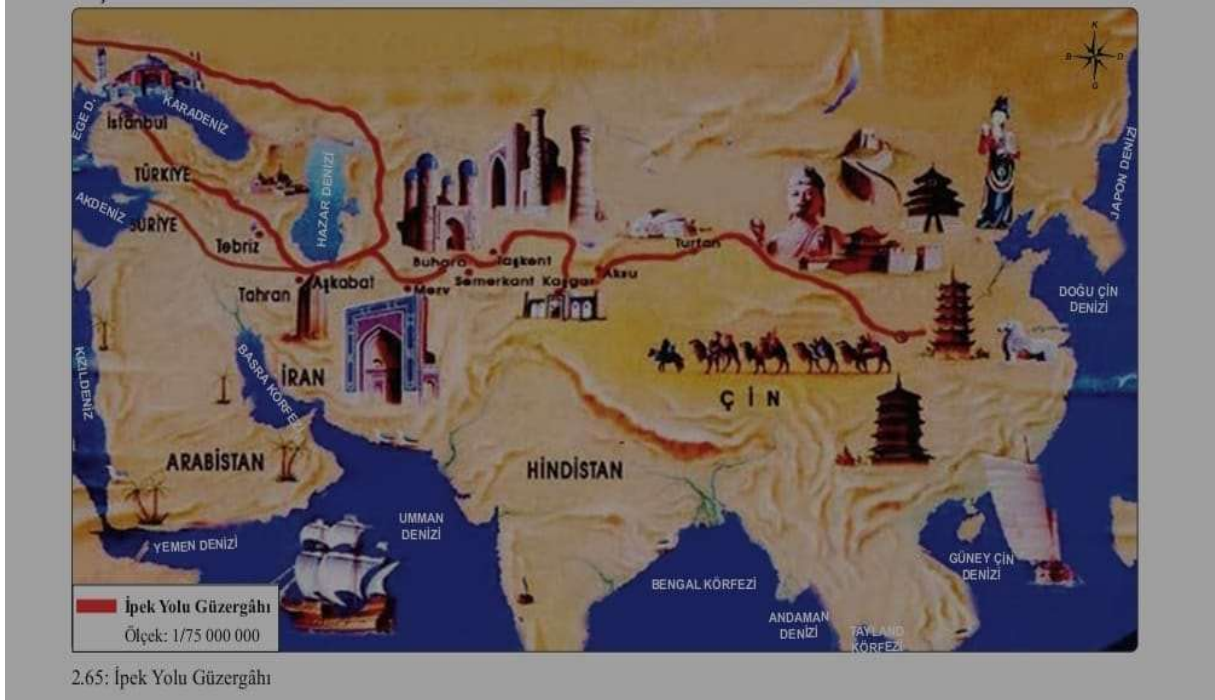 K
B
D
G
EGE D.
İstanbul
KARADENİZ
TÜRKİYE
AKDENİZ
SURİYE
HAZAR DENİZİ
Tebriz
Tahran
Aşkabat
Merv
Buhara
Semerkant
Taşkent
Kaşgar
Aksu
Turfan
JAPON DENİZİ
DOĞU ÇİN
DENİZİ
KIZILDENİZ
BASRA KÖRFEZİ
İRAN
ÇİN
ARABİSTAN
HİNDİSTAN
UMMAN
DENİZİ
YEMEN DENİZİ
BENGAL KÖRFEZİ
GÜNEY ÇİN
DENİZİ
ANDAMAN
DENİZİ
TAYLAND
KÖRFEZİ
İpek Yolu Güzergâhı
Ölçek: 1/75 000 000
2.65: İpek Yolu Güzergâhı